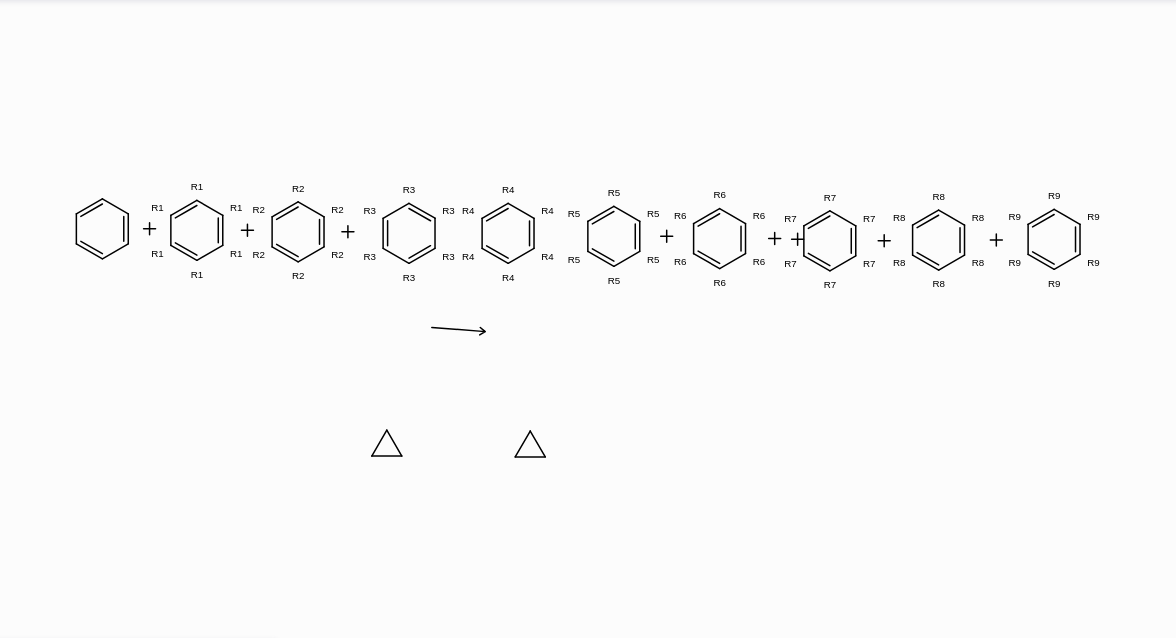 R1 R2 R3 R4 R5 R6 R7 R8 R9
R1 R1 R2 R2 R3 R3 R4 R4 R5 R5 R6 R6 R7 R7 R8 R8 R9 R9
+ + + + + + + +
R1 R1 R2 R2 R3 R3 R4 R4 R5 R5 R6 R6 R7 R7 R8 R8 R9 R9
R1 R2 R3 R4 R5 R6 R7 R8 R9